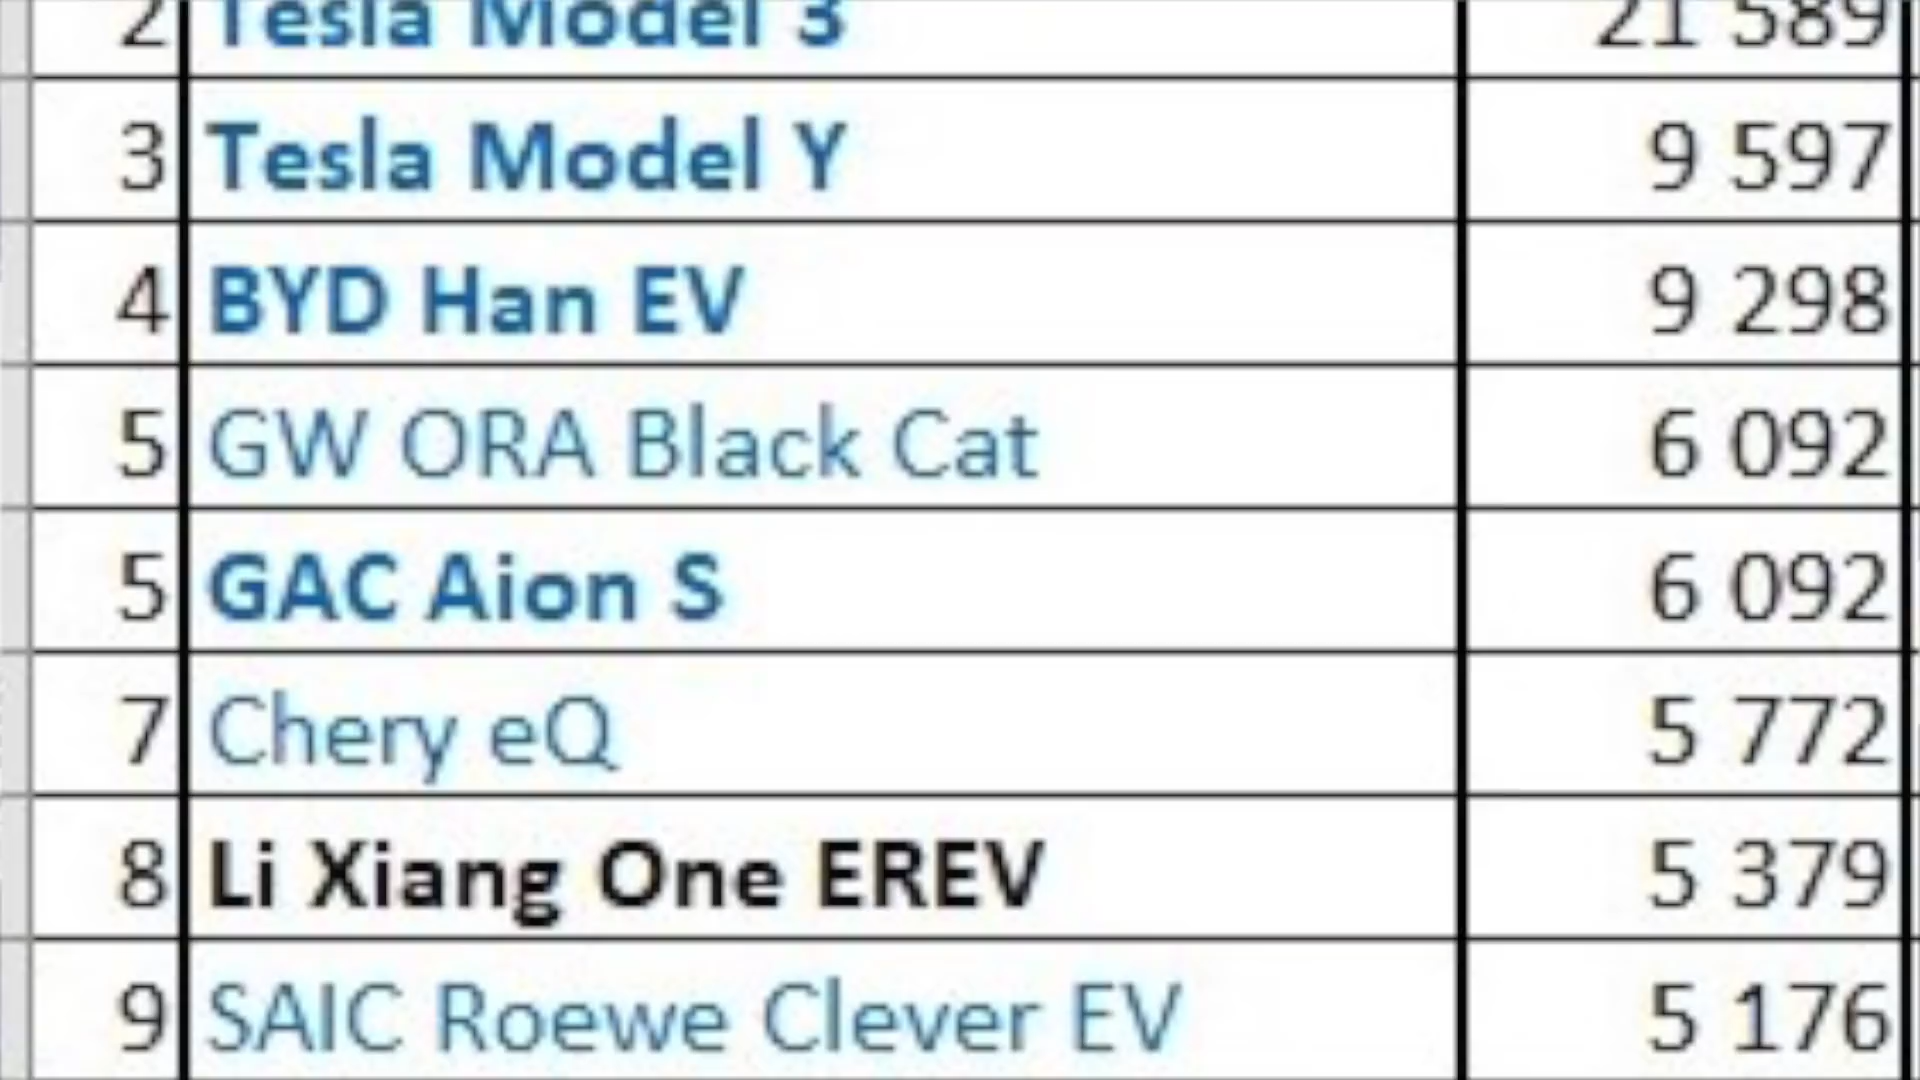 2 Tesla Model 3 21 589
3 Tesla Model Y 9 597
4 BYD Han EV 9 298
5 GW ORA Black Cat 6 092
5 GAC Aion S 6 092
7 Chery eQ 5 772
8 Li Xiang One EREV 5 379
9 SAIC Roewe Clever EV 5 176